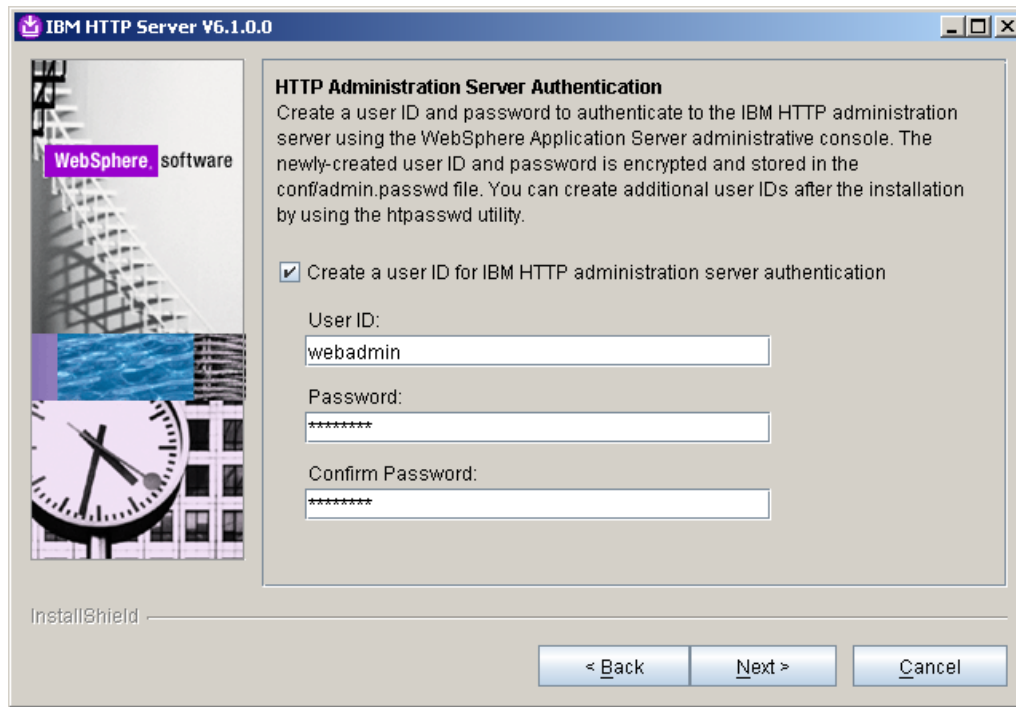 IBM HTTP Server V6.1.0.0
WebSphere. software
HTTP Administration Server Authentication
Create a user ID and password to authenticate to the IBM HTTP administration
server using the WebSphere Application Server administrative console. The
newly-created user ID and password is encrypted and stored in the
conf/admin.passwd file. You can create additional user IDs after the installation
by using the htpasswd utility.
Create a user ID for IBM HTTP administration server authentication
User ID:
webadmin
Password:
********
Confirm Password:
********
InstallShield
< Back
Next >
Cancel